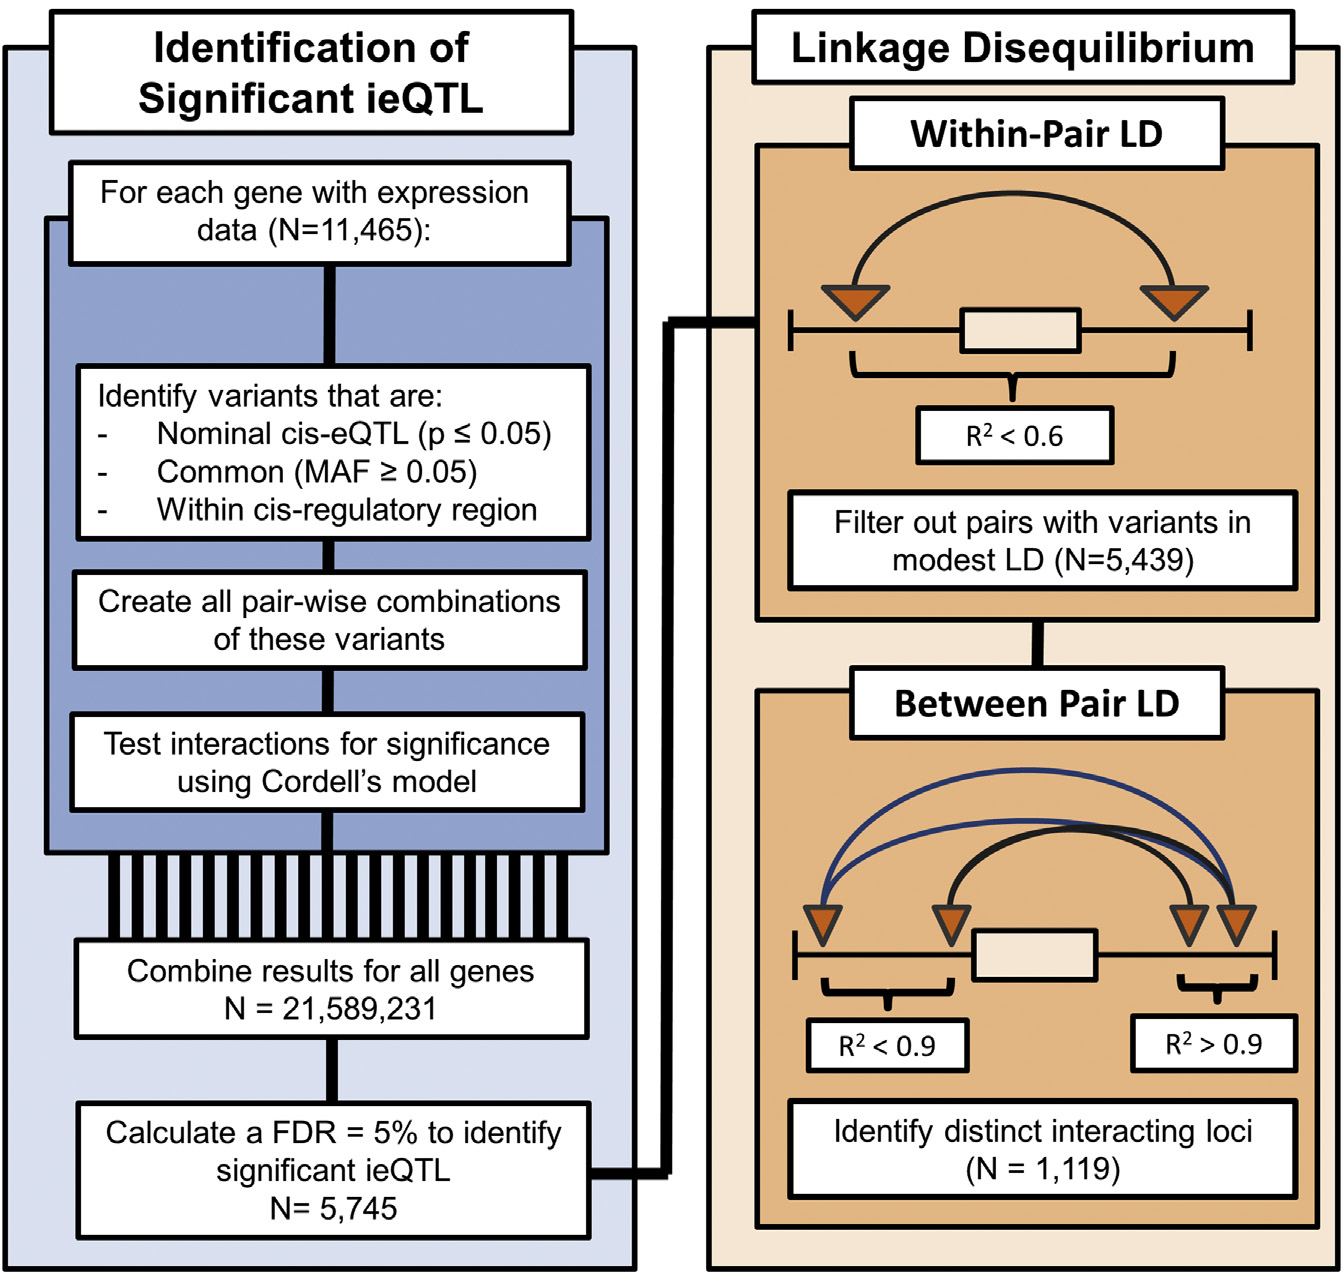 Identification of
Significant ieQTL
For each gene with expression
data (N=11,465):
Identify variants that are:
- Nominal cis-eQTL (p ≤ 0.05)
- Common (MAF ≥ 0.05)
- Within cis-regulatory region
Create all pair-wise combinations
of these variants
Test interactions for significance
using Cordell's model
Combine results for all genes
N = 21,589,231
Calculate a FDR = 5% to identify
significant ieQTL
N= 5,745
Linkage Disequilibrium
Within-Pair LD
R² < 0.6
Filter out pairs with variants in
modest LD (N=5,439)
Between Pair LD
R² < 0.9
R² > 0.9
Identify distinct interacting loci
(N = 1,119)